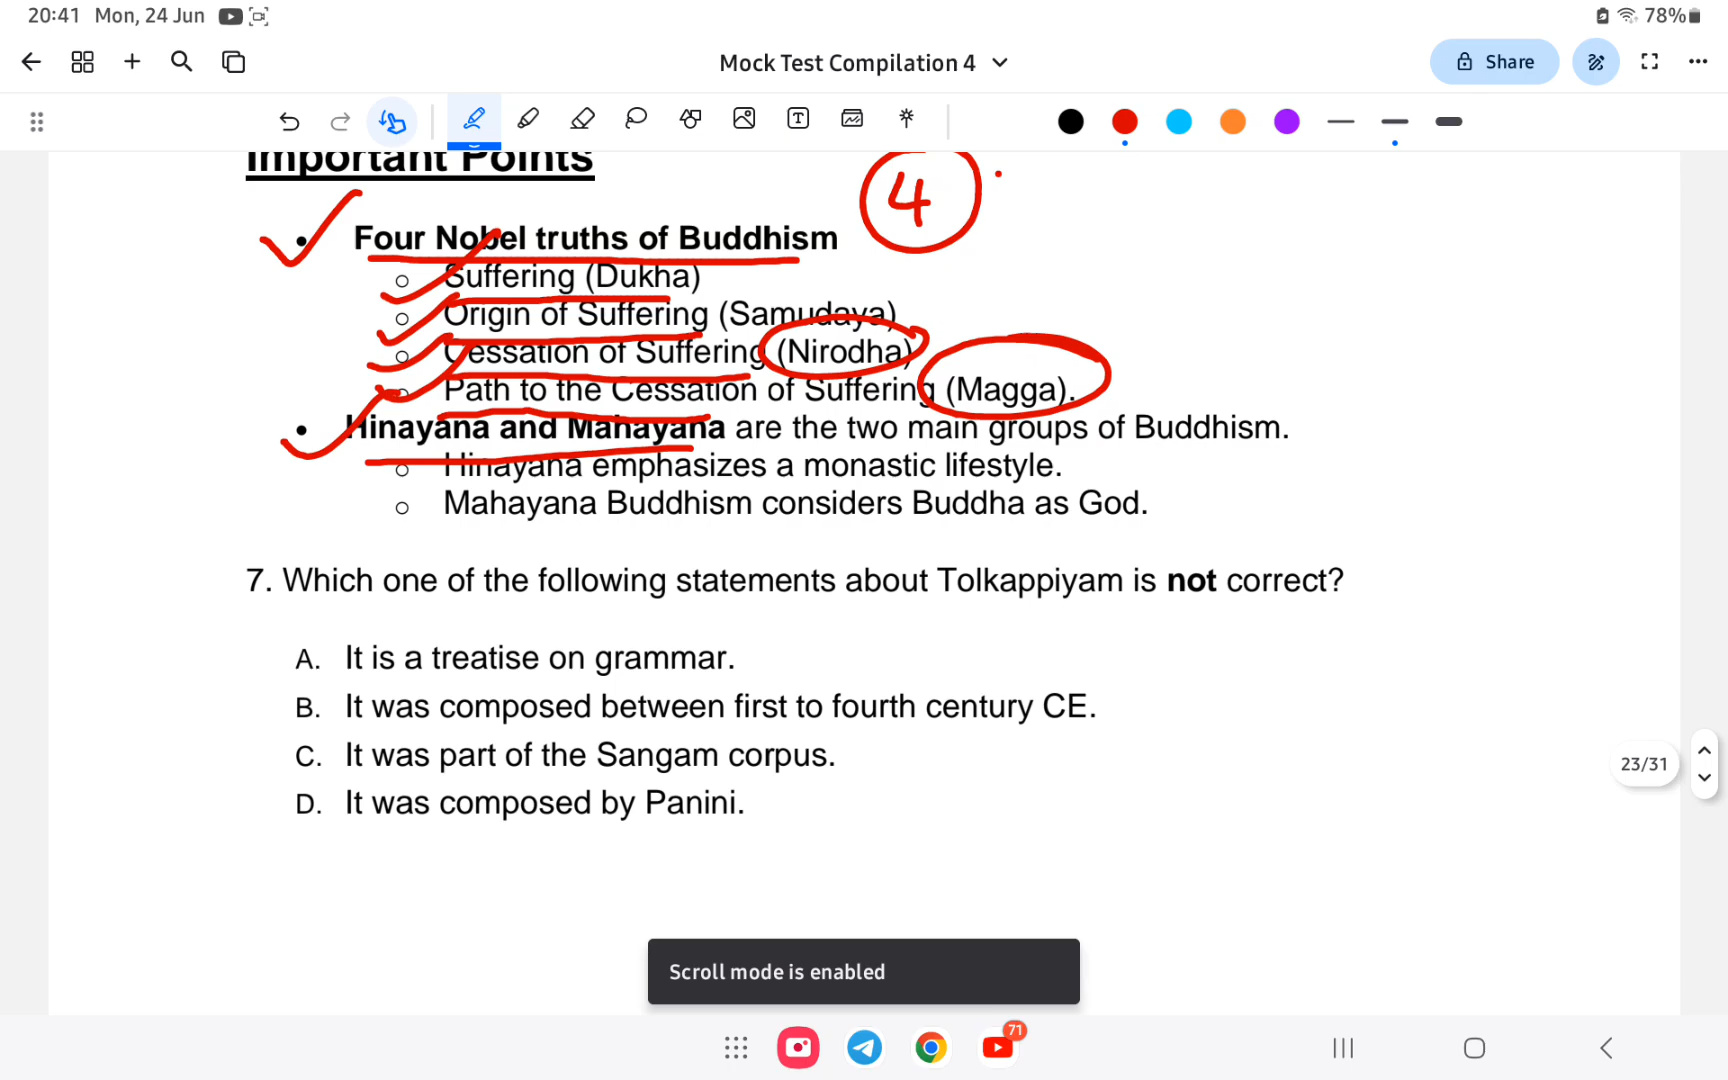 20:41 Mon, 24 Jun 78%
Mock Test Compilation 4
Share
Important Points
4
Four Nobel truths of Buddhism
Suffering (Dukha)
Origin of Suffering (Samudaya)
Cessation of Suffering (Nirodha)
Path to the Cessation of Suffering (Magga).
Hinayana and Mahayana are the two main groups of Buddhism.
Hinayana emphasizes a monastic lifestyle.
Mahayana Buddhism considers Buddha as God.
7. Which one of the following statements about Tolkappiyam is not correct?
A. It is a treatise on grammar.
B. It was composed between first to fourth century CE.
C. It was part of the Sangam corpus.
23/31
D. It was composed by Panini.
Scroll mode is enabled
71